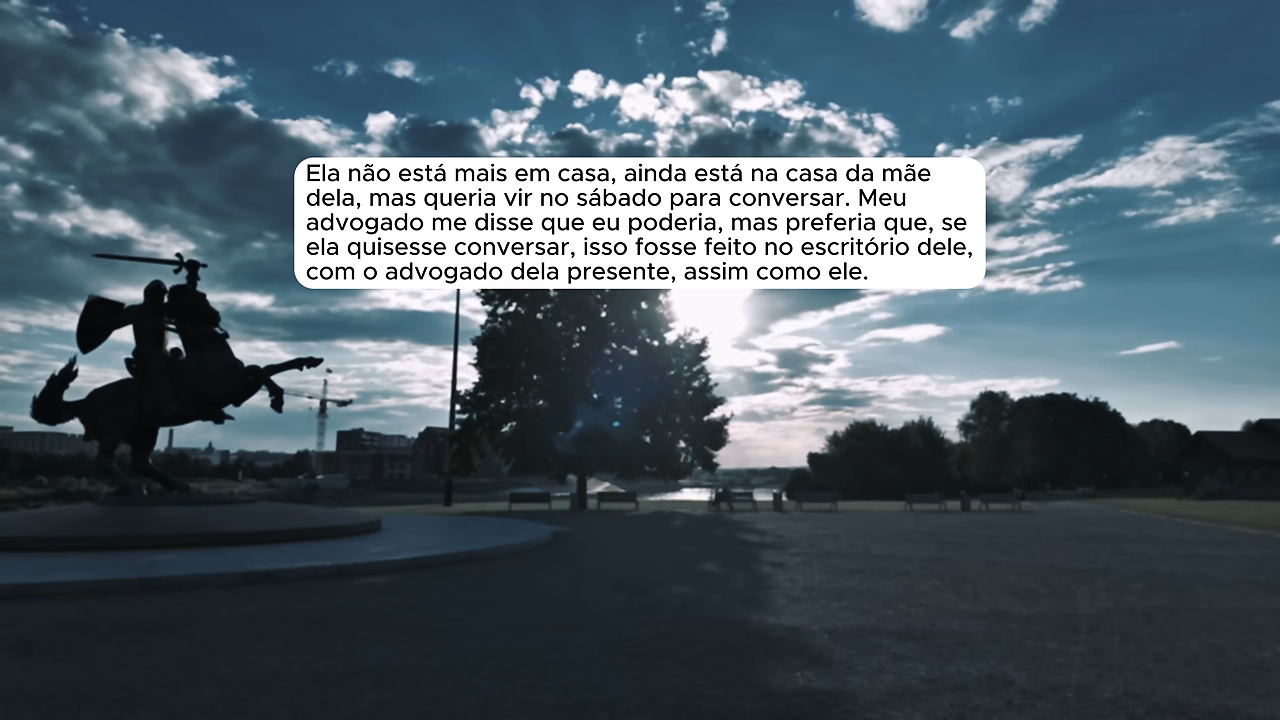 Ela não está mais em casa, ainda está na casa da mãe
dela, mas queria vir no sábado para conversar. Meu
advogado me disse que eu poderia, mas preferia que, se
ela quisesse conversar, isso fosse feito no escritório dele,
com o advogado dela presente, assim como ele.